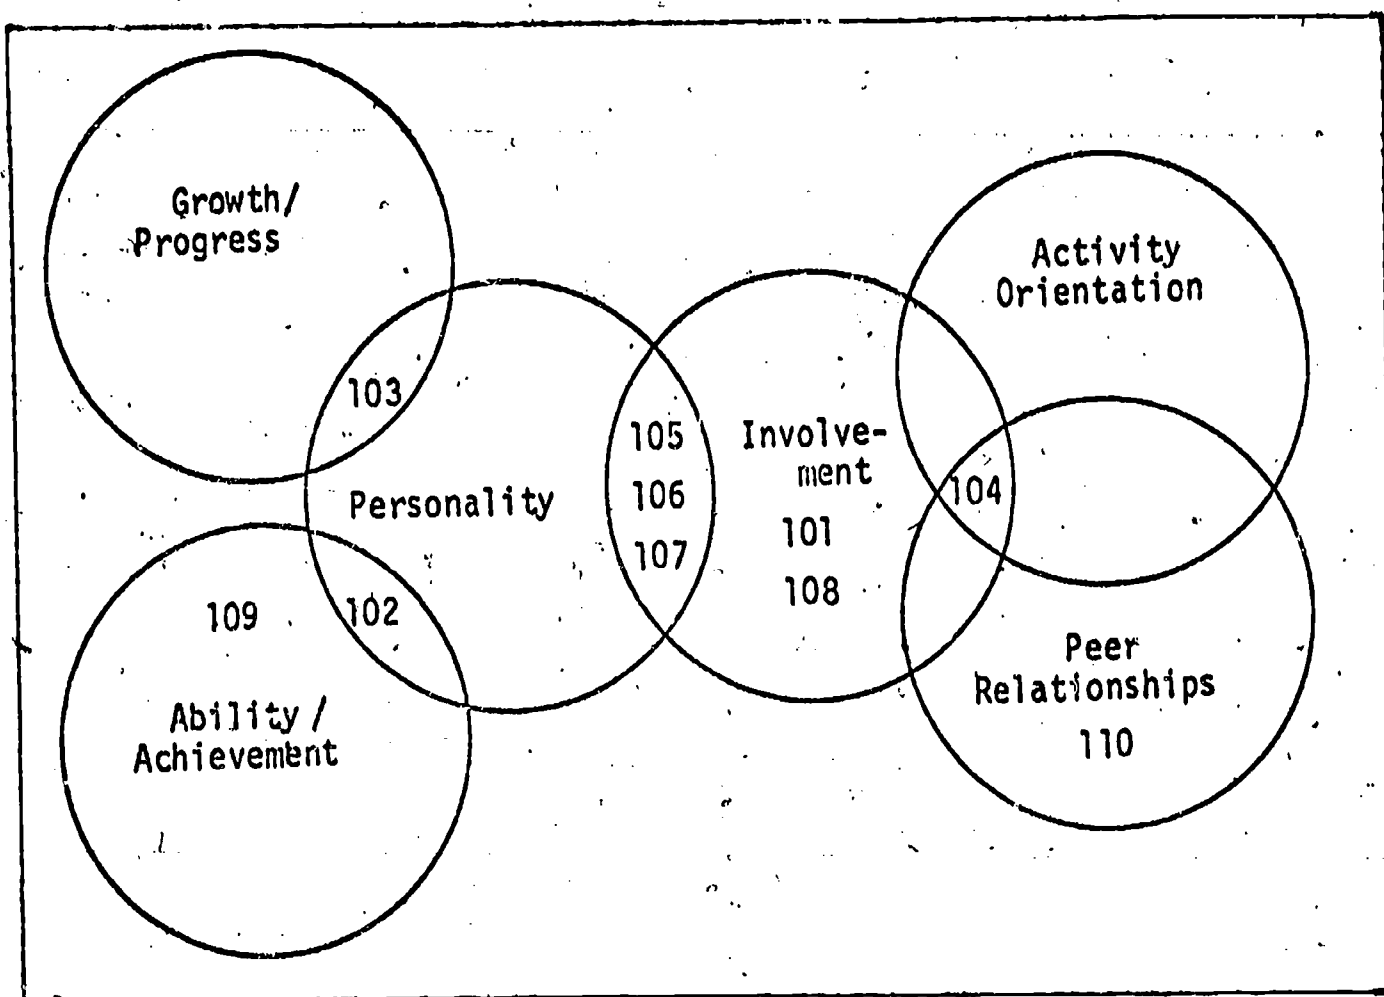 Growth/
Progress
Activity
Orientation
103
105
Involve-
ment
106
104
Personality
101
107
108
109
102
Peer
Relationships
110
Ability/
Achievement